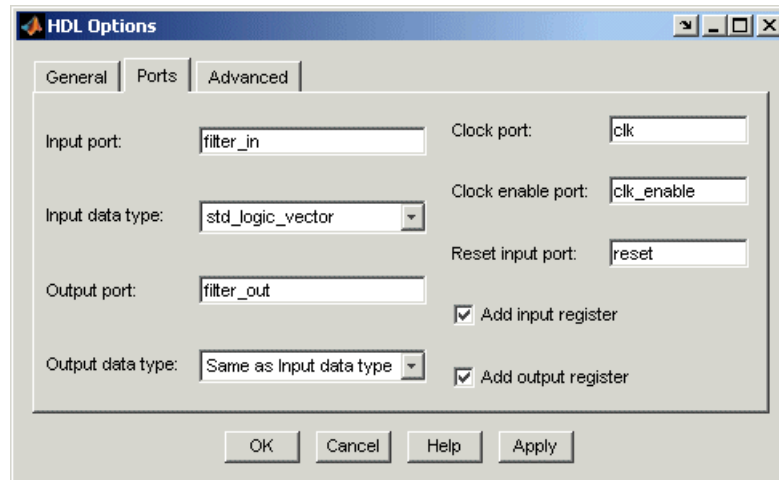 HDL Options
General Ports Advanced
Input port: filter_in
Clock port: clk
Input data type: std_logic_vector
Clock enable port: clk_enable
Reset input port: reset
Output port: filter_out
Add input register
Output data type: Same as Input data type
Add output register
OK Cancel Help Apply